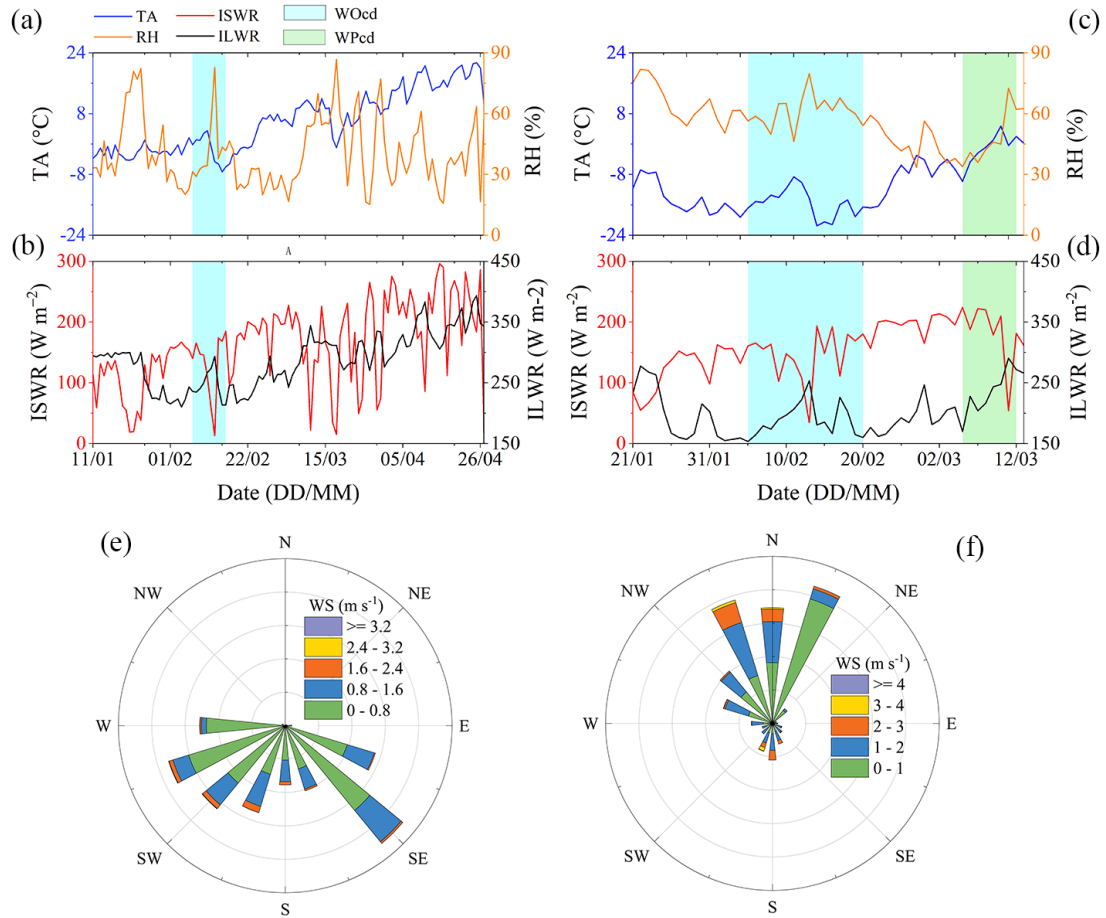 (a)
TA
ISWR
WOcd
RH
ILWR
WPcd
(c)
24
8
-8
-24
TA (°C)
90
60
30
0
RH (%)
24
8
-8
-24
TA (°C)
90
60
30
0
RH (%)
(b)
A
(d)
300
200
100
0
ISWR (W m−2)
450
350
250
150
ILWR (W m-2)
11/01
01/02
22/02
15/03
05/04
26/04
Date (DD/MM)
300
200
100
0
ISWR (W m-2)
450
350
250
150
ILWR (W m-2)
21/01
31/01
10/02
20/02
02/03
12/03
Date (DD/MM)
(e)
N
NW
NE
WS (m s-1)
>= 3.2
2.4 - 3.2
1.6 - 2.4
0.8 - 1.6
0 - 0.8
W
E
SW
SE
S
(f)
N
NW
NE
WS (m s-1)
>= 4
3 - 4
2 - 3
1 - 2
0 - 1
W
E
SW
SE
S